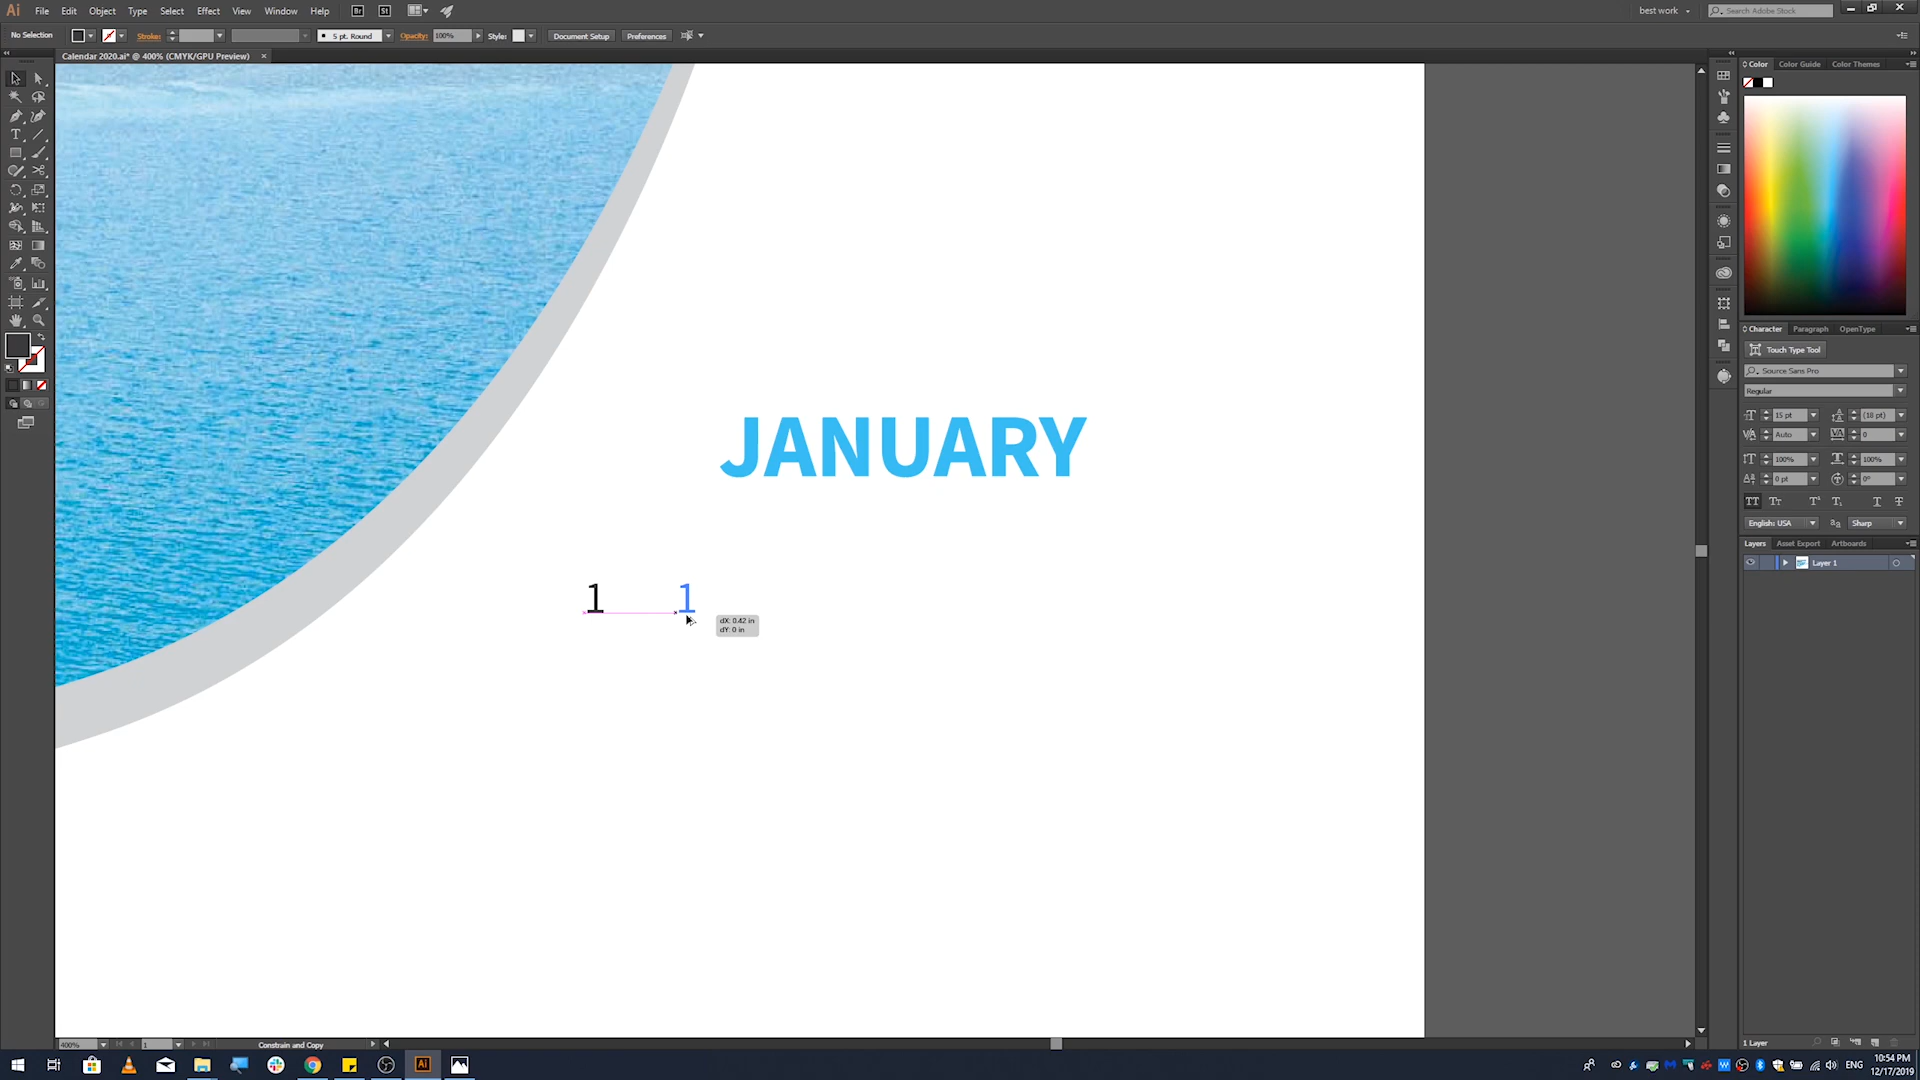 Ai File Edit Object Type Select Effect View Window Help Br St best work Search Adobe Stock
No Selection Stroke: 5 pt. Round Opacity: 100% Style: Document Setup Preferences
Calendar 2020.ai* @ 400% (CMYK/GPU Preview) ×
Color Color Guide Color Themes
JANUARY
1 1
dX: 0.42 in
dY: 0 in
Character Paragraph OpenType
Touch Type Tool
Source Sans Pro
Regular
15 pt (18 pt)
Auto 0
100% 100%
0 pt 0°
English: USA Sharp
Layers Asset Export Artboards
Layer 1
400% 1 Constrain and Copy
1 Layer
ENG
10:54 PM
12/17/2019